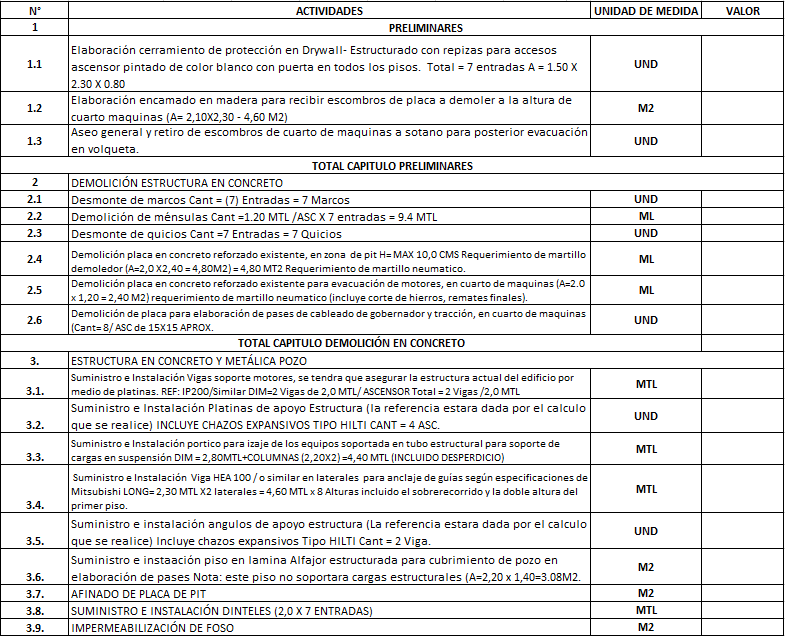 N° ACTIVIDADES UNIDAD DE MEDIDA VALOR
1 PRELIMINARES
Elaboración cerramiento de protección en Drywall- Estructurado con repizas para accesos
1.1 ascensor pintado de color blanco con puerta en todos los pisos. Total = 7 entradas A = 1.50 X UND
2.30 X 0.80
1.2 Elaboración encamado en madera para recibir escombros de placa a demoler a la altura de M2
cuarto maquinas (A= 2,10X2,30 - 4,60 M2)
1.3 Aseo general y retiro de escombros de cuarto de maquinas a sotano para posterior evacuación UND
en volqueta.
TOTAL CAPITULO PRELIMINARES
2 DEMOLICIÓN ESTRUCTURA EN CONCRETO
2.1 Desmonte de marcos Cant = (7) Entradas = 7 Marcos UND
2.2 Demolición de ménsulas Cant =1.20 MTL /ASC X 7 entradas = 9.4 MTL ML
2.3 Desmonte de quicios Cant =7 Entradas = 7 Quicios UND
2.4 Demolición placa en concreto reforzado existente, en zona de pit H= MAX 10,0 CMS Requerimiento de martillo ML
demoledor (A=2,0 X2,40 = 4,80M2) = 4,80 MT2 Requerimiento de martillo neumatico.
2.5 Demolición placa en concreto reforzado existente para evacuación de motores, en cuarto de maquinas (A=2.0 ML
x 1,20 = 2,40 M2) requerimiento de martillo neumatico (incluye corte de hierros, remates finales).
2.6 Demolición de placa para elaboración de pases de cableado de gobernador y tracción, en cuarto de maquinas UND
(Cant= 8/ ASC de 15X15 APROX.
TOTAL CAPITULO DEMOLICIÓN EN CONCRETO
3. ESTRUCTURA EN CONCRETO Y METÁLICA POZO
Suministro e Instalación Vigas soporte motores, se tendra que asegurar la estructura actual del edificio por MTL
3.1. medio de platinas. REF: IP200/Similar DIM=2 Vigas de 2,0 MTL/ ASCENSOR Total = 2 Vigas /2,0 MTL
Suministro e Instalación Platinas de apoyo Estructura (la referencia estara dada por el calculo UND
3.2. que se realice) INCLUYE CHAZOS EXPANSIVOS TIPO HILTI CANT = 4 ASC.
Suministro e Instalación portico para izaje de los equipos soportada en tubo estructural para soporte de MTL
3.3. cargas en suspensión DIM = 2,80MTL+COLUMNAS (2,20X2) =4,40 MTL (INCLUIDO DESPERDICIO)
Suministro e Instalación Viga HEA 100 / o similar en laterales para anclaje de guías según especificaciones de
Mitsubishi LONG= 2,30 MTL X2 laterales = 4,60 MTL x 8 Alturas incluido el sobrerecorrido y la doble altura del MTL
3.4. primer piso.
Suministro e instalación angulos de apoyo estructura (La referencia estara dada por el calculo UND
3.5. que se realice) Incluye chazos expansivos Tipo HILTI Cant = 2 Viga.
Suministro e instaación piso en lamina Alfajor estructurada para cubrimiento de pozo en M2
3.6. elaboración de pases Nota: este piso no soportara cargas estructurales (A=2,20 x 1,40=3.08M2.
3.7. AFINADO DE PLACA DE PIT M2
3.8. SUMINISTRO E INSTALACIÓN DINTELES (2,0 X 7 ENTRADAS) MTL
3.9. IMPERMEABILIZACIÓN DE FOSO M2